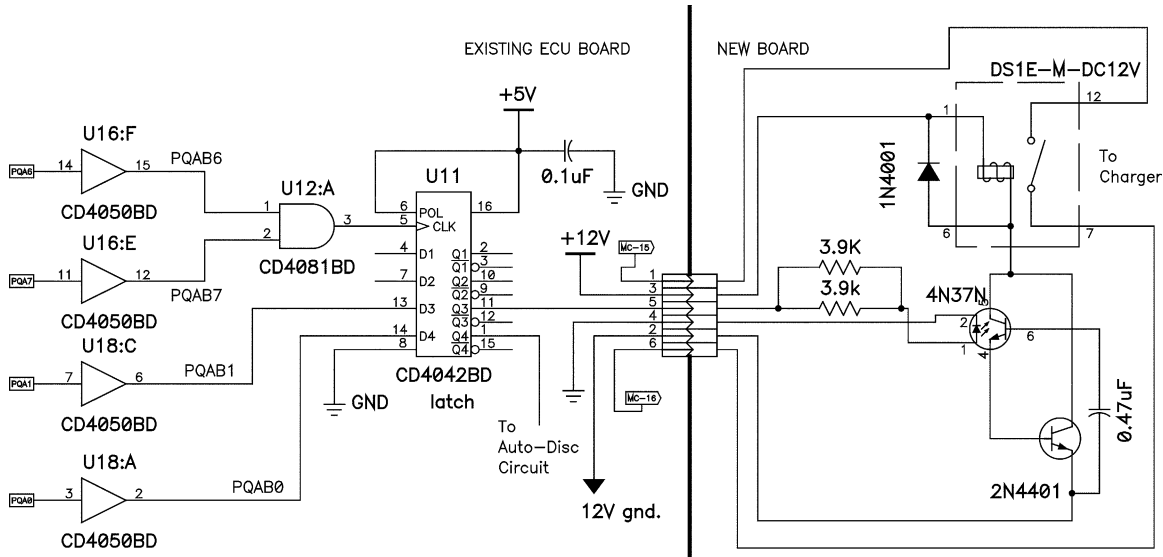 EXISTING ECU BOARD
NEW BOARD
DS1E-M-DC12V
+5V
1
12
U16:F
PQA6
14
15
PQAB6
CD4050BD
0.1uF
GND
U11
1N4001
To
Charger
U12:A
1
2
3
CD4081BD
6
POL
16
5
CLK
U16:E
PQA7
11
12
PQAB7
CD4050BD
4
D1
Q1
2
Q1
3
7
D2
Q2
10
Q2
9
13
D3
Q3
11
Q3
12
14
D4
Q4
1
8
Q4
15
CD4042BD
latch
+12V
MC-15
1
3
5
4
2
6
MC-16
6
7
3.9K
3.9k
4N37N
5
2
1
4
6
U18:C
PQA1
7
6
PQAB1
CD4050BD
GND
To
Auto-Disc
Circuit
0.47uF
U18:A
PQA0
3
2
PQAB0
CD4050BD
12V gnd.
2N4401